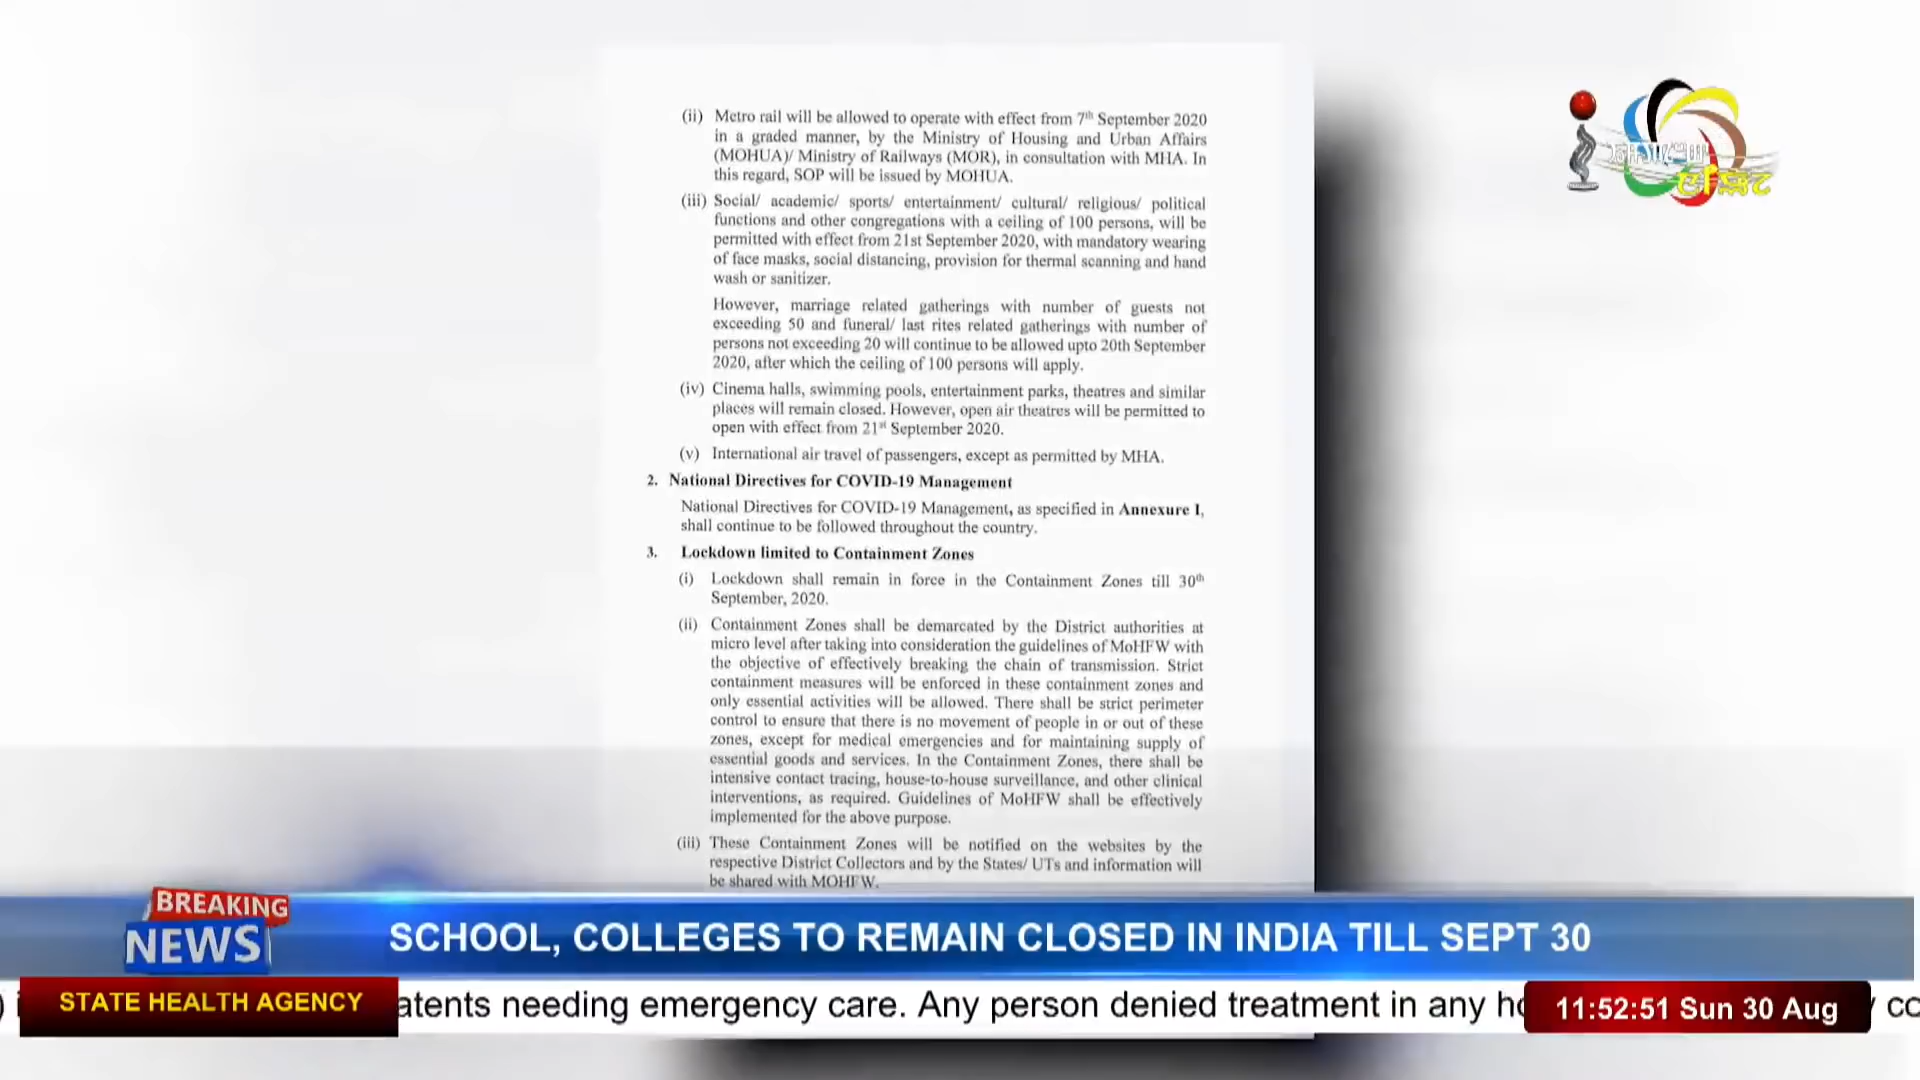 (ii) Metro rail will be allowed to operate with effect from 7th September 2020
in a graded manner, by the Ministry of Housing and Urban Affairs
(MOHUA)/ Ministry of Railways (MOR), in consultation with MHA. In
this regard, SOP will be issued by MOHUA.
(iii) Social/ academic/ sports/ entertainment/ cultural/ religious/ political
functions and other congregations with a ceiling of 100 persons, will be
permitted with effect from 21st September 2020, with mandatory wearing
of face masks, social distancing, provision for thermal scanning and hand
wash or sanitizer.
However, marriage related gatherings with number of guests not
exceeding 50 and funeral/ last rites related gatherings with number of
persons not exceeding 20 will continue to be allowed upto 20th September
2020, after which the ceiling of 100 persons will apply.
(iv) Cinema halls, swimming pools, entertainment parks, theatres and similar
places will remain closed. However, open air theatres will be permitted to
open with effect from 21st September 2020.
(v) International air travel of passengers, except as permitted by MHA.
2. National Directives for COVID-19 Management
National Directives for COVID-19 Management, as specified in Annexure I,
shall continue to be followed throughout the country.
3. Lockdown limited to Containment Zones
(i) Lockdown shall remain in force in the Containment Zones till 30th
September, 2020.
(ii) Containment Zones shall be demarcated by the District authorities at
micro level after taking into consideration the guidelines of MoHFW with
the objective of effectively breaking the chain of transmission. Strict
containment measures will be enforced in these containment zones and
only essential activities will be allowed. There shall be strict perimeter
control to ensure that there is no movement of people in or out of these
zones, except for medical emergencies and for maintaining supply of
essential goods and services. In the Containment Zones, there shall be
intensive contact tracing, house-to-house surveillance, and other clinical
interventions, as required. Guidelines of MoHFW shall be effectively
implemented for the above purpose.
(iii) These Containment Zones will be notified on the websites by the
respective District Collectors and by the States/ UTs and information will
be shared with MOHFW.
BREAKING
NEWS
SCHOOL, COLLEGES TO REMAIN CLOSED IN INDIA TILL SEPT 30
STATE HEALTH AGENCY
atents needing emergency care. Any person denied treatment in any ho
11:52:51 Sun 30 Aug
co